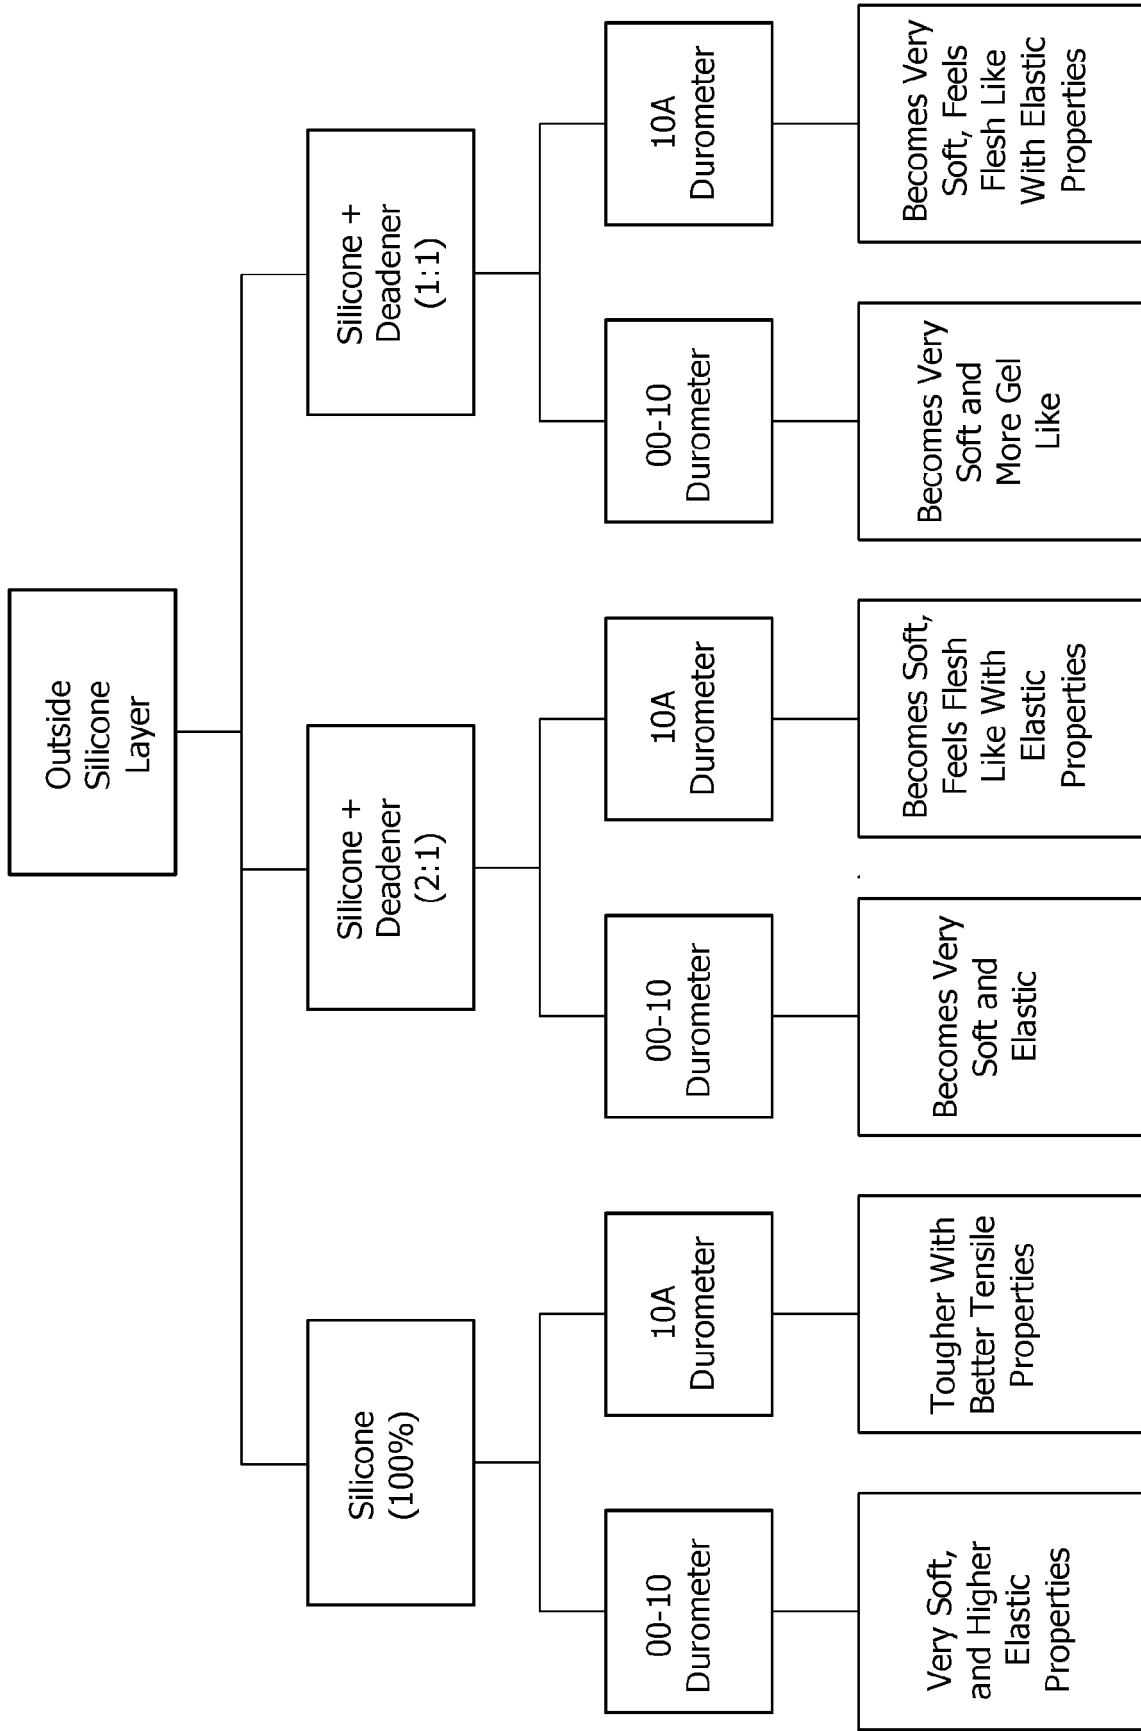 Outside
Silicone
Layer
Silicone
(100%)
Silicone +
Deadener
(2:1)
Silicone +
Deadener
(1:1)
00-10
Durometer
10A
Durometer
00-10
Durometer
10A
Durometer
00-10
Durometer
10A
Durometer
Very Soft,
and Higher
Elastic
Properties
Tougher With
Better Tensile
Properties
Becomes Very
Soft and
Elastic
Becomes Soft,
Feels Flesh
Like With
Elastic
Properties
Becomes Very
Soft and
More Gel
Like
Becomes Very
Soft, Feels
Flesh Like
With Elastic
Properties